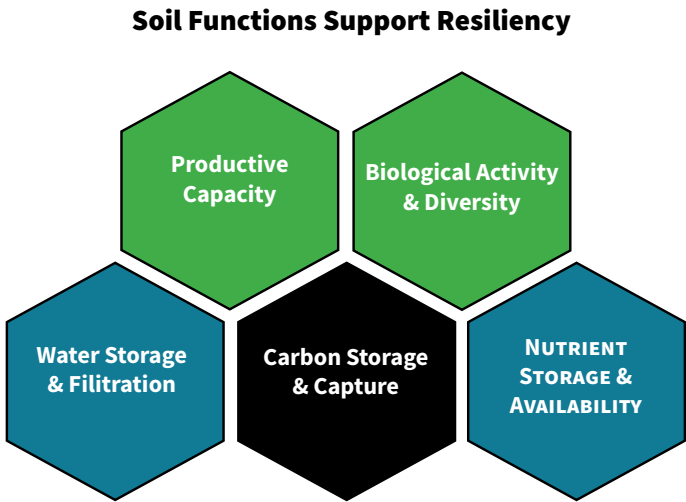 Soil Functions Support Resiliency
Productive
Capacity
Biological Activity
& Diversity
Water Storage
& Filitration
Carbon Storage
& Capture
Nutrient
Storage &
Availability